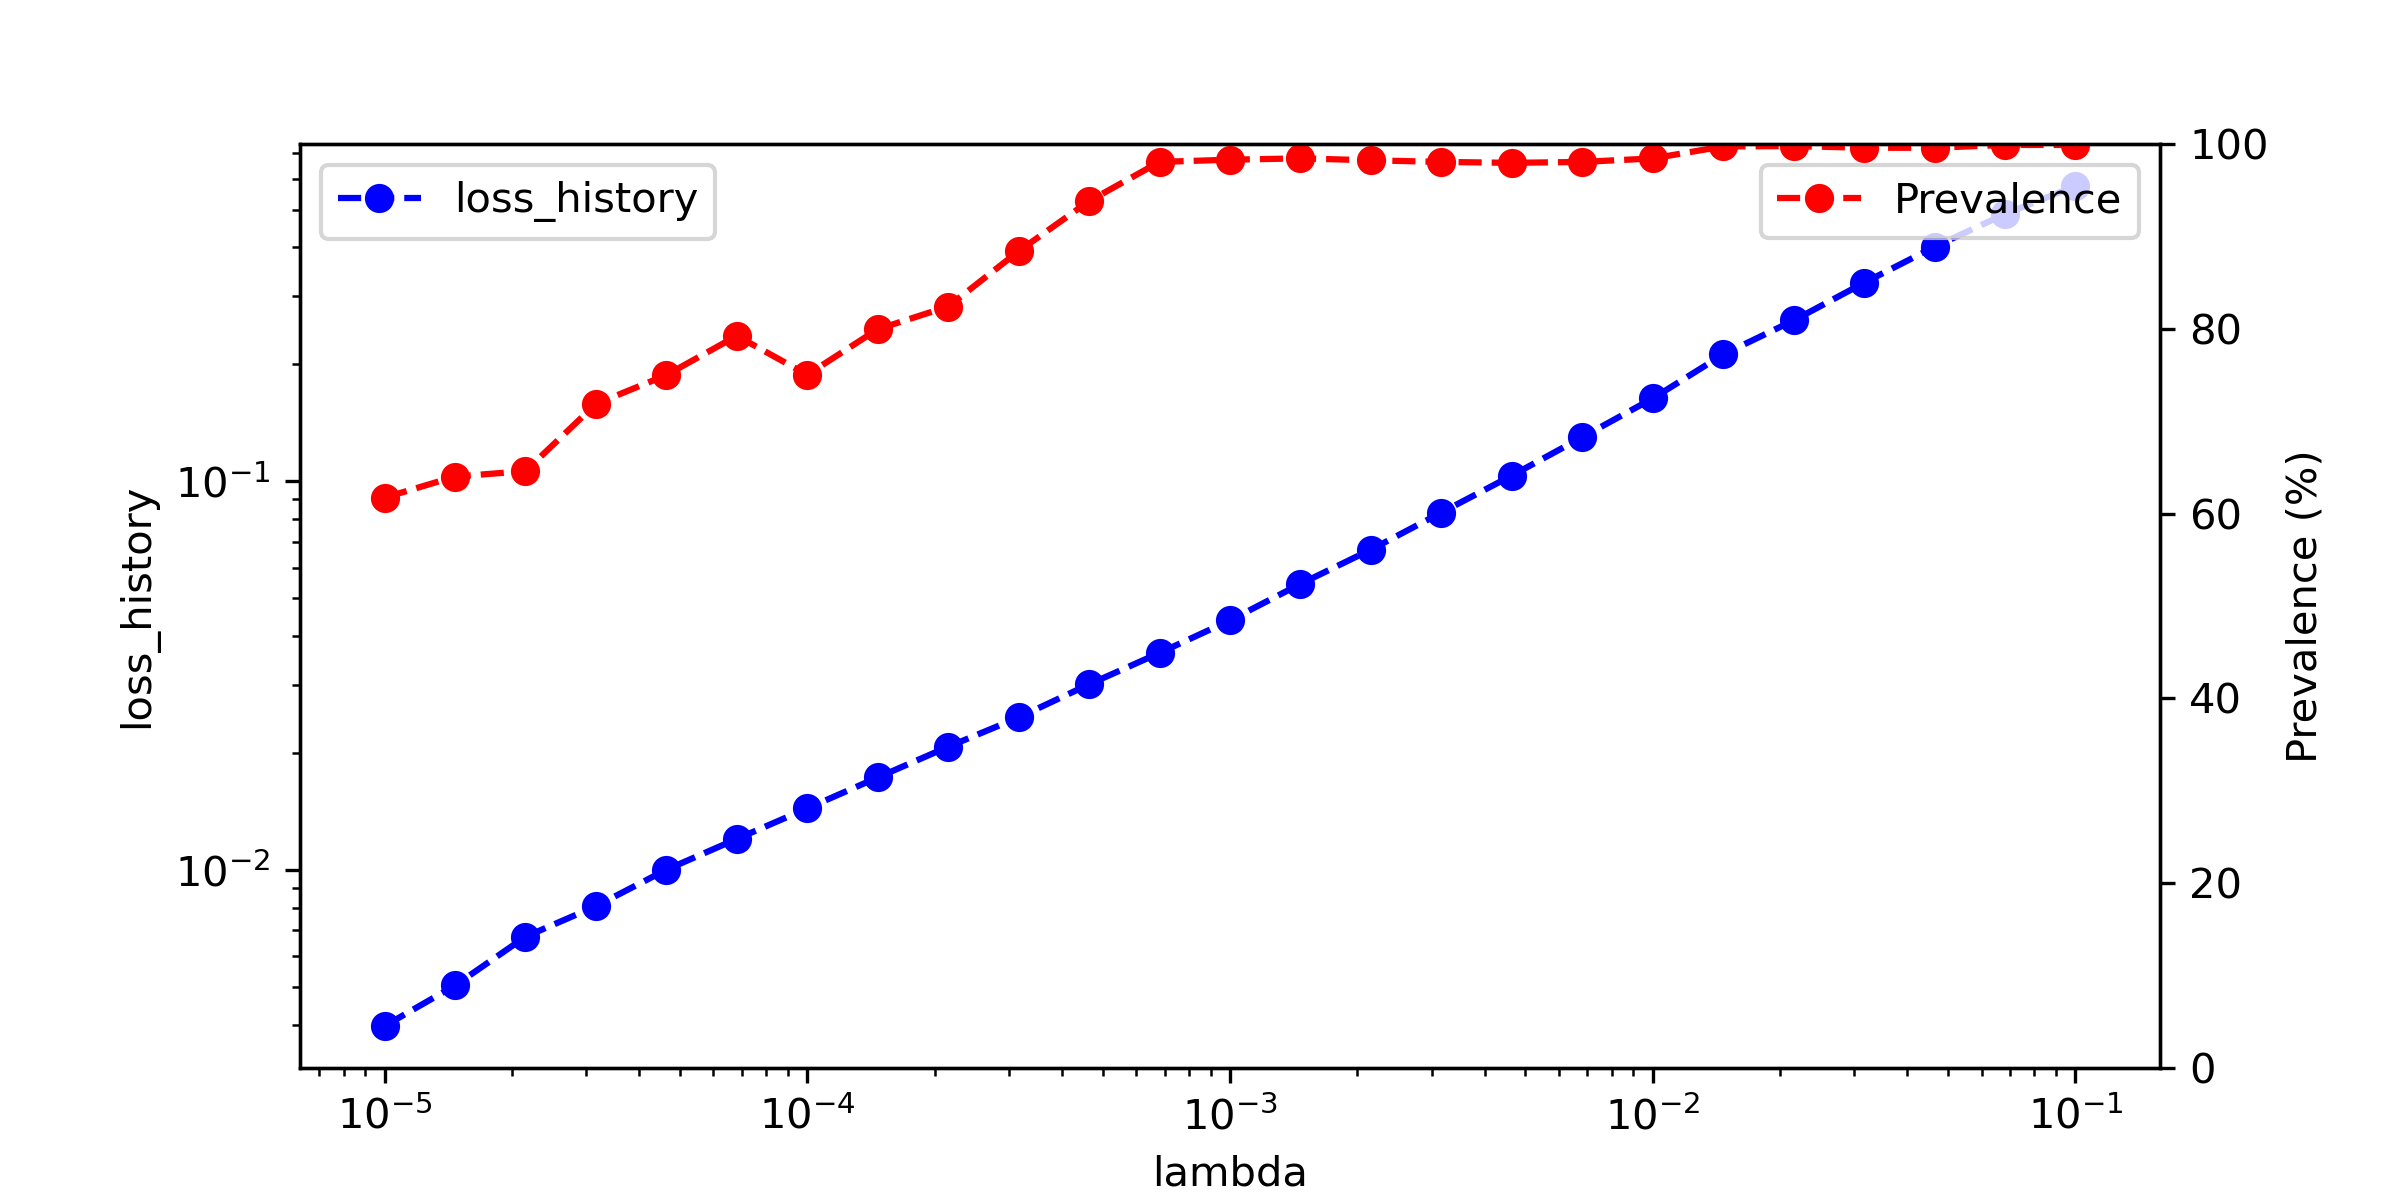 loss_history
Prevalence
10⁻¹
10⁻²
loss_history
100
80
60
40
20
0
Prevalence (%)
10⁻⁵
10⁻⁴
10⁻³
10⁻²
10⁻¹
lambda